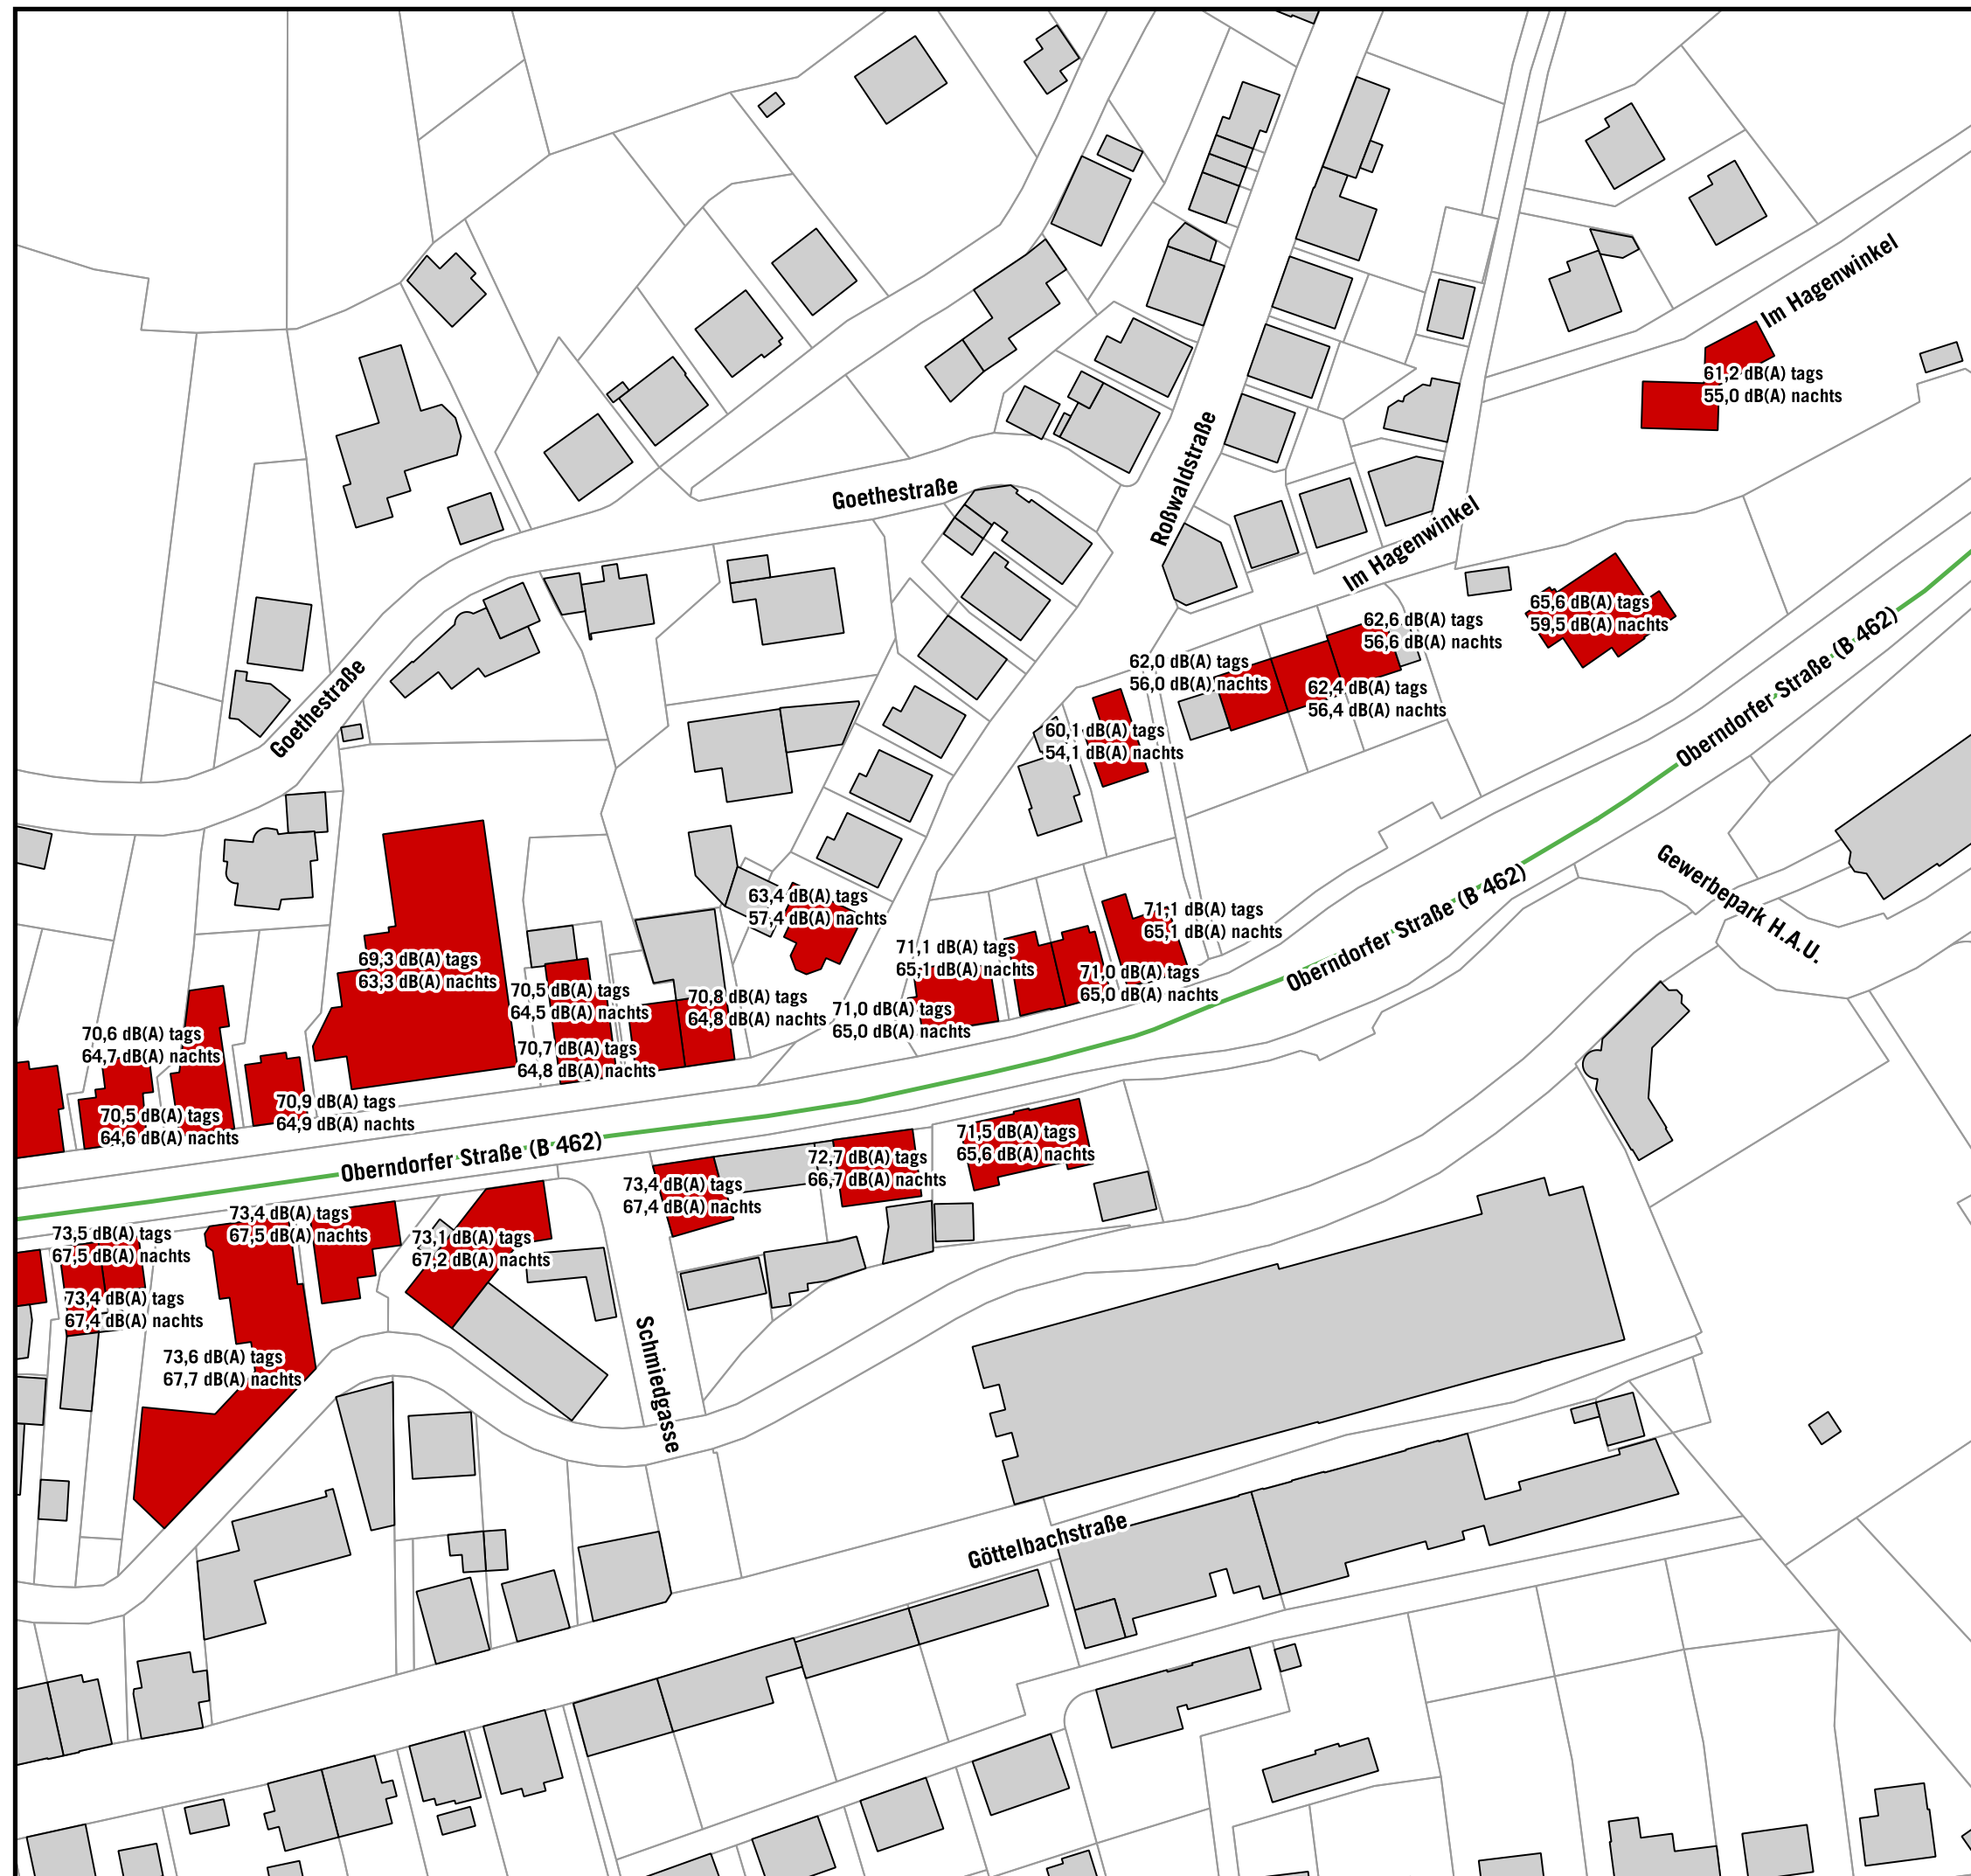 Im Hagenwinkel
61,2 dB(A) tags
55,0 dB(A) nachts
Goethestraße
Roßwaldstraße
Im Hagenwinkel
65,6 dB(A) tags
59,5 dB(A) nachts
Oberndorfer Straße (B 462)
62,6 dB(A) tags
56,6 dB(A) nachts
62,0 dB(A) tags
56,0 dB(A) nachts
62,4 dB(A) tags
56,4 dB(A) nachts
Goethestraße
60,1 dB(A) tags
54,1 dB(A) nachts
Gewerbepark H.A.U.
63,4 dB(A) tags
57,4 dB(A) nachts
71,1 dB(A) tags
65,1 dB(A) nachts
Oberndorfer Straße (B 462)
71,1 dB(A) tags
65,1 dB(A) nachts
69,3 dB(A) tags
63,3 dB(A) nachts
71,0 dB(A) tags
65,0 dB(A) nachts
70,5 dB(A) tags
64,5 dB(A) nachts
70,8 dB(A) tags
64,8 dB(A) nachts
71,0 dB(A) tags
65,0 dB(A) nachts
70,6 dB(A) tags
64,7 dB(A) nachts
70,7 dB(A) tags
64,8 dB(A) nachts
70,9 dB(A) tags
64,9 dB(A) nachts
70,5 dB(A) tags
64,6 dB(A) nachts
71,5 dB(A) tags
65,6 dB(A) nachts
Oberndorfer Straße (B 462)
72,7 dB(A) tags
66,7 dB(A) nachts
73,4 dB(A) tags
67,4 dB(A) nachts
73,4 dB(A) tags
67,5 dB(A) nachts
73,5 dB(A) tags
67,5 dB(A) nachts
73,1 dB(A) tags
67,2 dB(A) nachts
73,4 dB(A) tags
67,4 dB(A) nachts
73,6 dB(A) tags
67,7 dB(A) nachts
Schmiedgasse
Göttelbachstraße